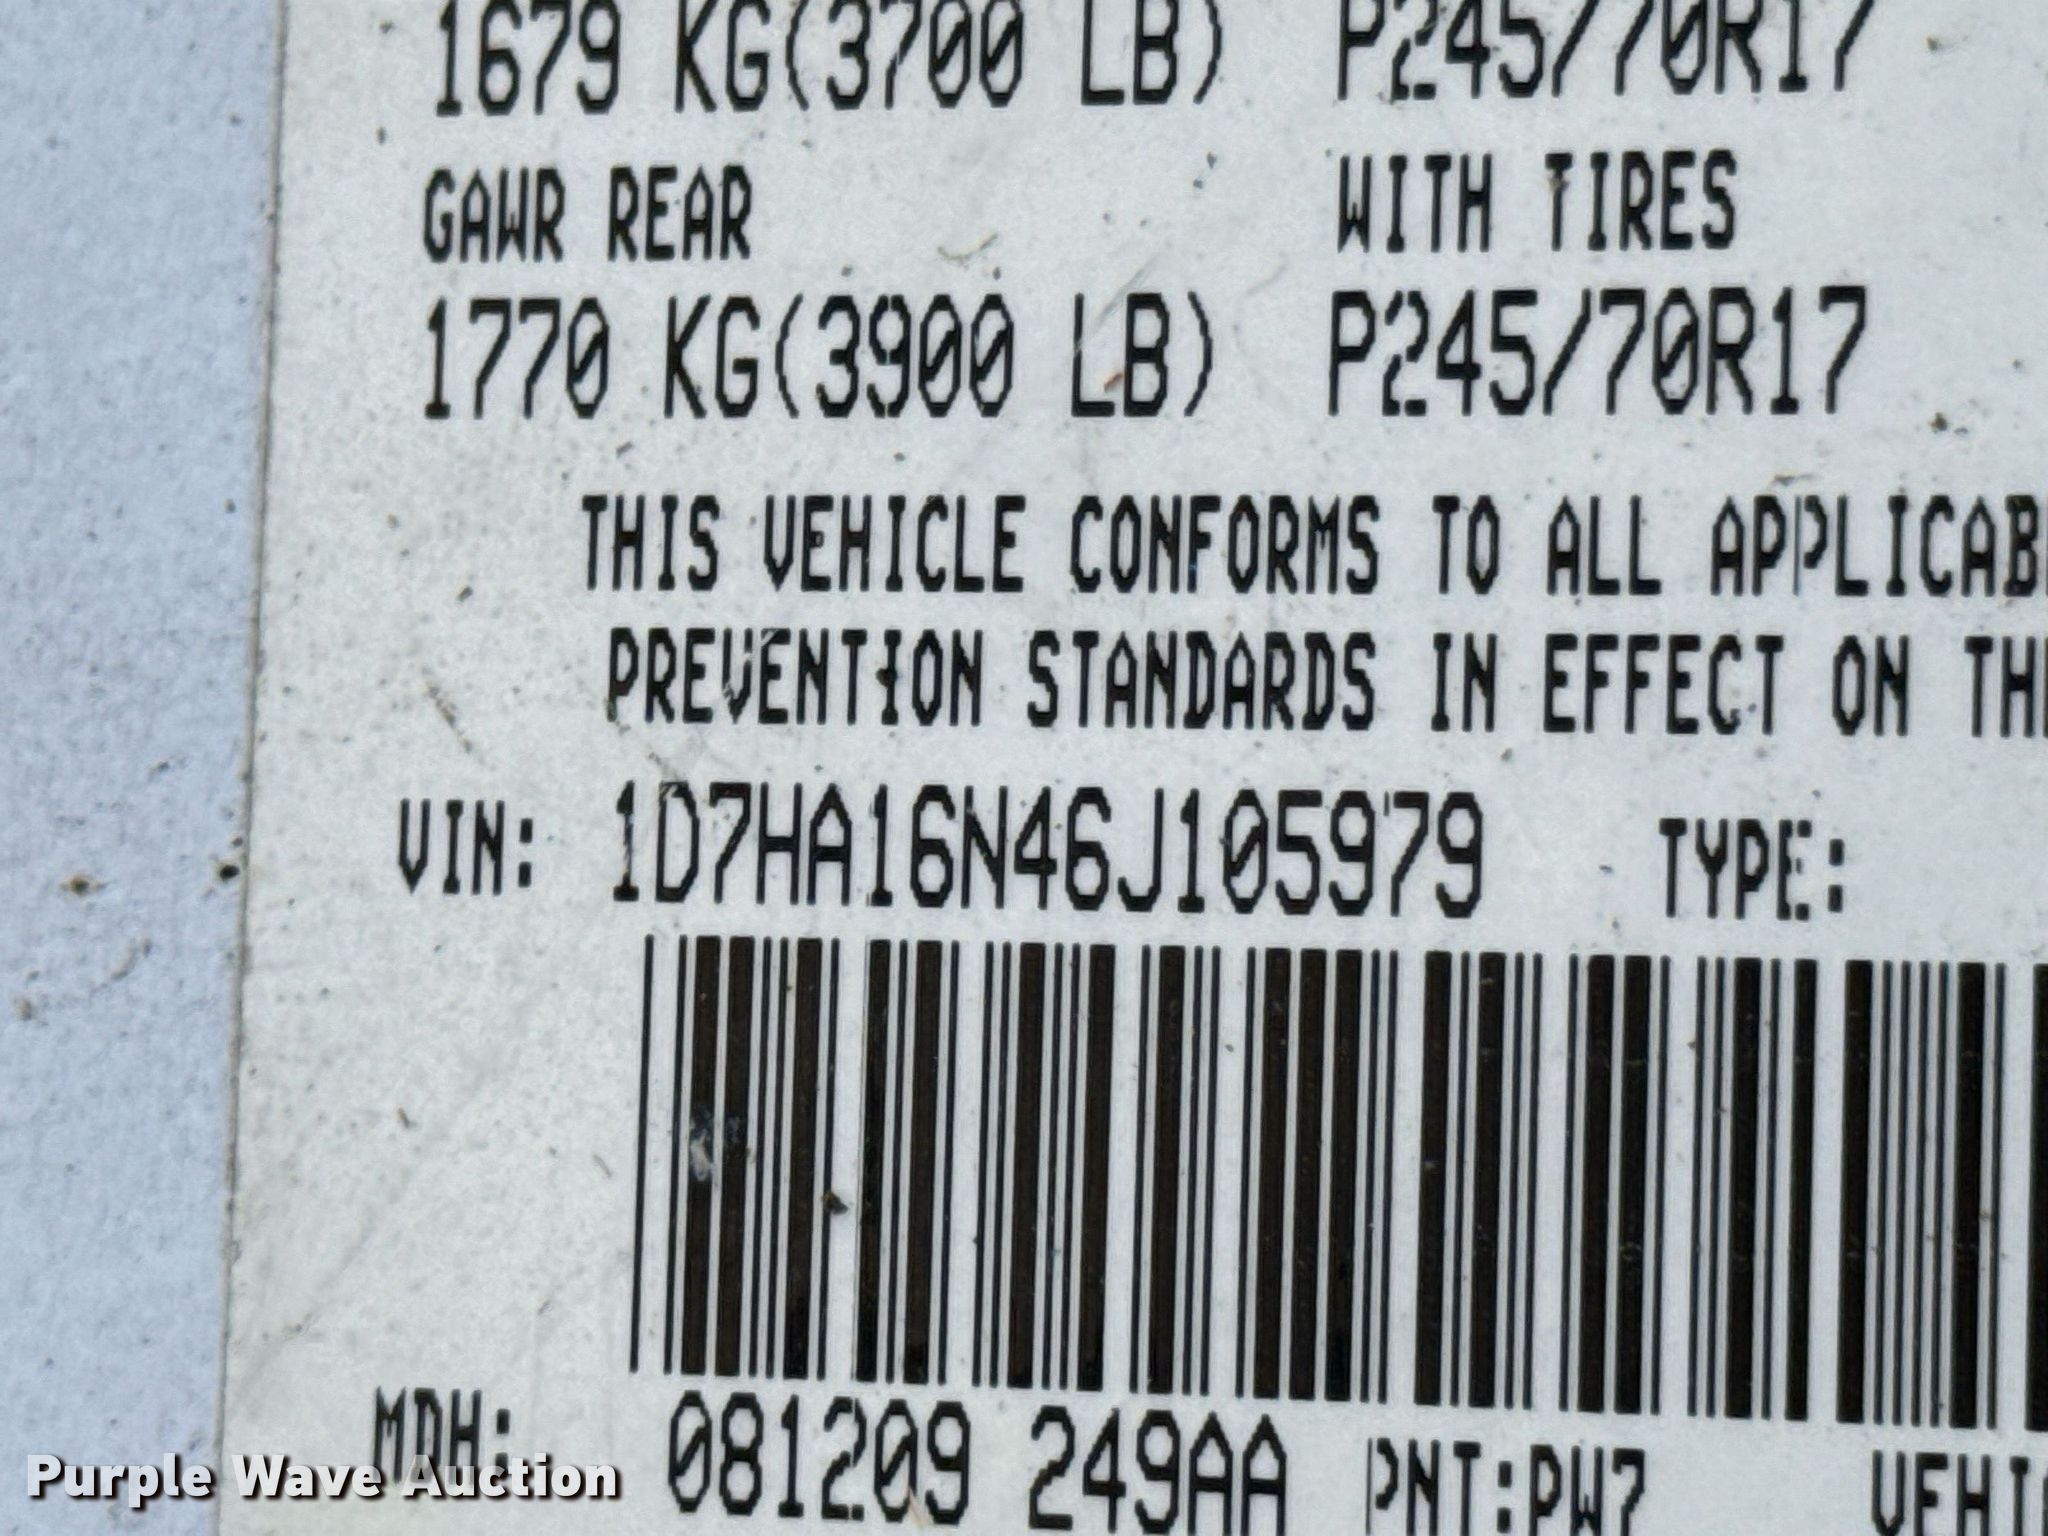 1679 KG(3700 LB) P245/70R17
GAWR REAR WITH TIRES
1770 KG(3900 LB) P245/70R17
THIS VEHICLE CONFORMS TO ALL APPLICAB
PREVENTION STANDARDS IN EFFECT ON TH
VIN: 1D7HA16N46J105979 TYPE:
MDH: 081209 249AA PNT:PW7 VEHI
Purple Wave Auction